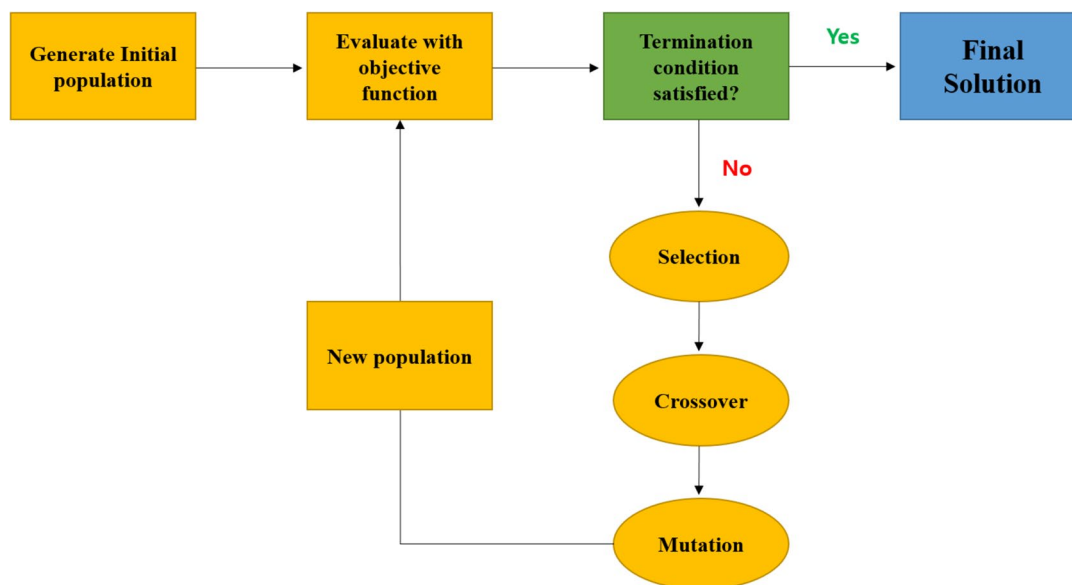 Generate Initial
population
Evaluate with
objective
function
Termination
condition
satisfied?
Yes
Final
Solution
No
Selection
New population
Crossover
Mutation